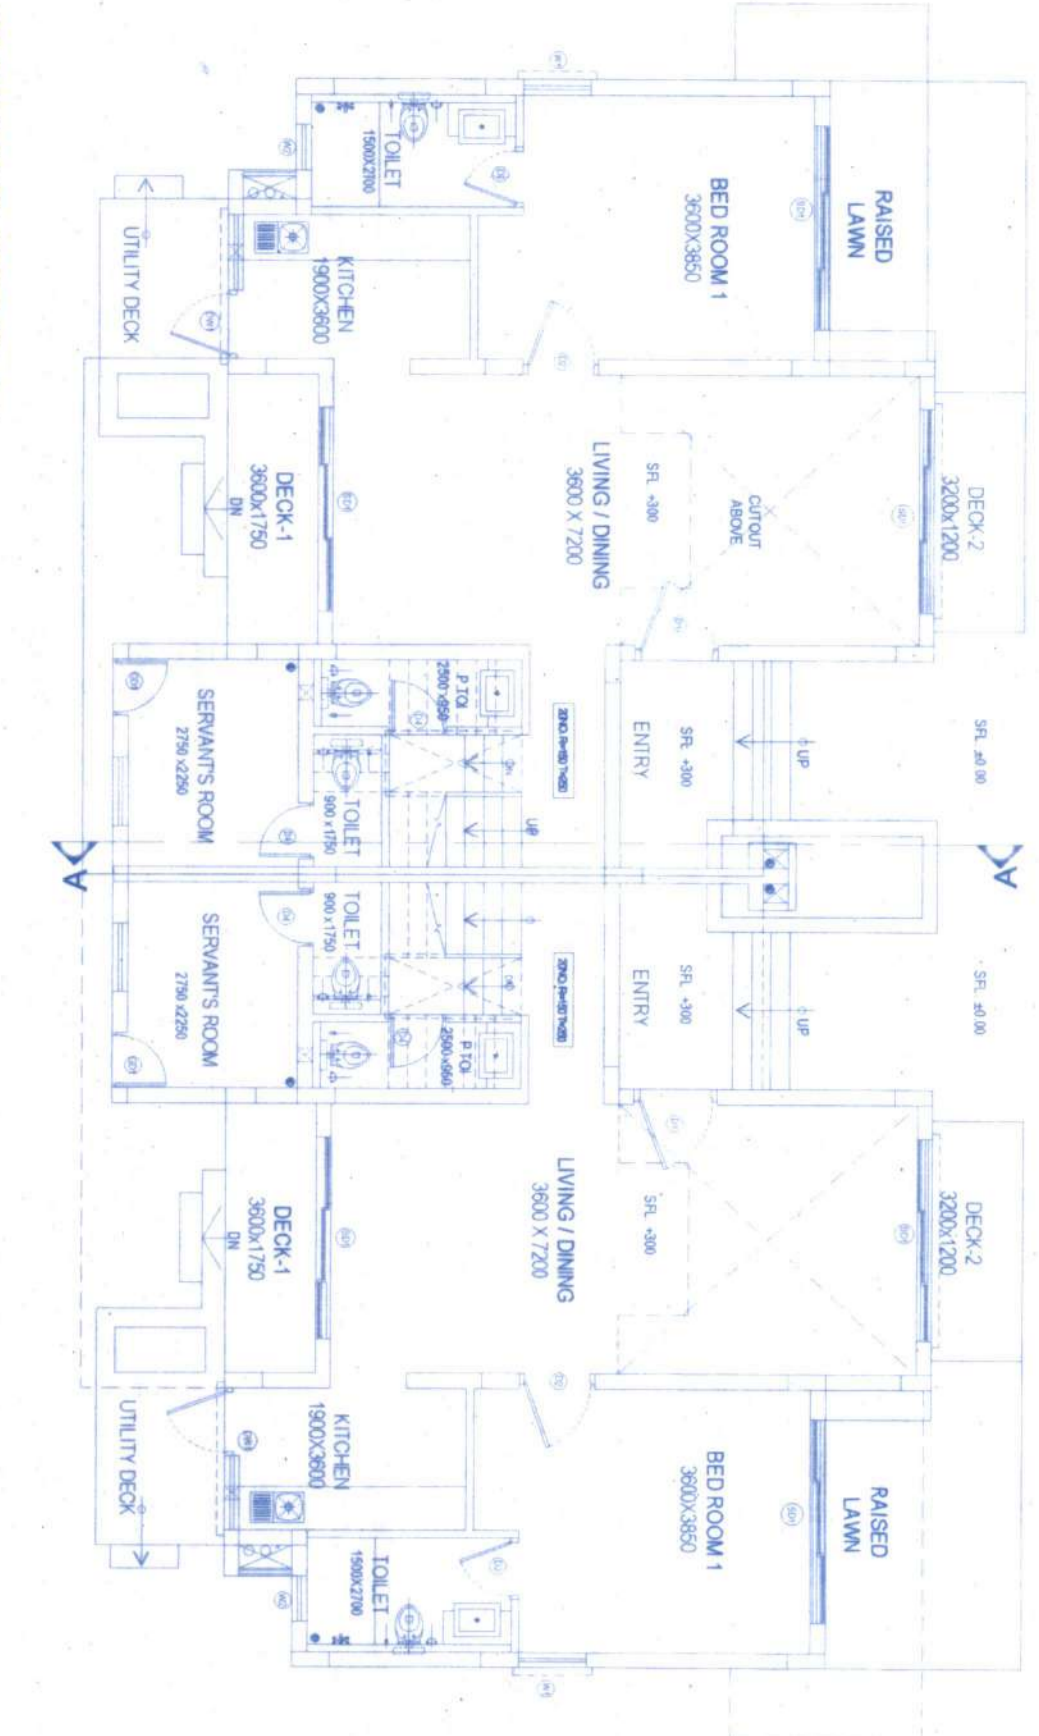 RAISED
LAWN
BED ROOM 1
3600X3850
TOILET
1500X2700
KITCHEN
1900X3600
UTILITY DECK
DECK-2
3200x1200
CUTOUT
ABOVE
SFL +300
LIVING / DINING
3600 X 7200
DECK-1
3600x1750
DN
SFL ±0.00
UP
SFL +300
ENTRY
P.TOI
2500 x950
DN
UP
TOILET
900 x 1750
SERVANT'S ROOM
2750 x2250
A
A
SFL ±0.00
UP
SFL +300
ENTRY
TOILET
900 x 1750
SERVANT'S ROOM
2750 x2250
DN
P.TOI
2500 x950
DECK-2
3200x1200
SFL +300
LIVING / DINING
3600 X 7200
DECK-1
3600x1750
DN
RAISED
LAWN
BED ROOM 1
3600X3850
KITCHEN
1900X3600
UTILITY DECK
TOILET
1500X2700